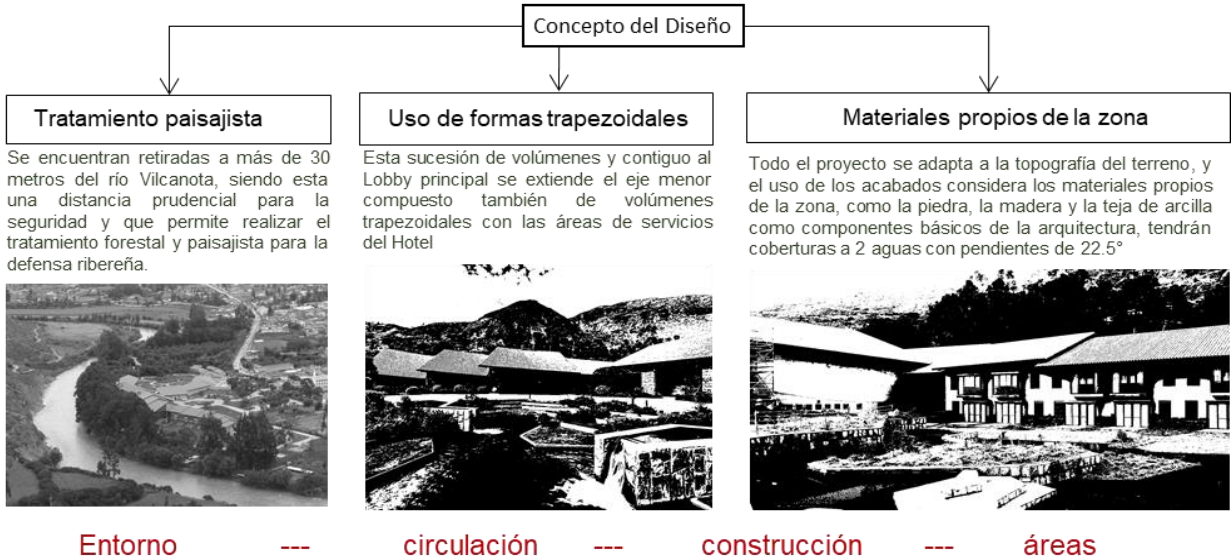 Concepto del Diseño
Tratamiento paisajista
Se encuentran retiradas a más de 30
metros del río Vilcanota, siendo esta
una distancia prudencial para la
seguridad y que permite realizar el
tratamiento forestal y paisajista para la
defensa ribereña.
Uso de formas trapezoidales
Esta sucesión de volúmenes y contiguo al
Lobby principal se extiende el eje menor
compuesto también de volúmenes
trapezoidales con las áreas de servicios
del Hotel
Materiales propios de la zona
Todo el proyecto se adapta a la topografía del terreno, y
el uso de los acabados considera los materiales propios
de la zona, como la piedra, la madera y la teja de arcilla
como componentes básicos de la arquitectura, tendrán
coberturas a 2 aguas con pendientes de 22.5°
Entorno --- circulación --- construcción --- áreas